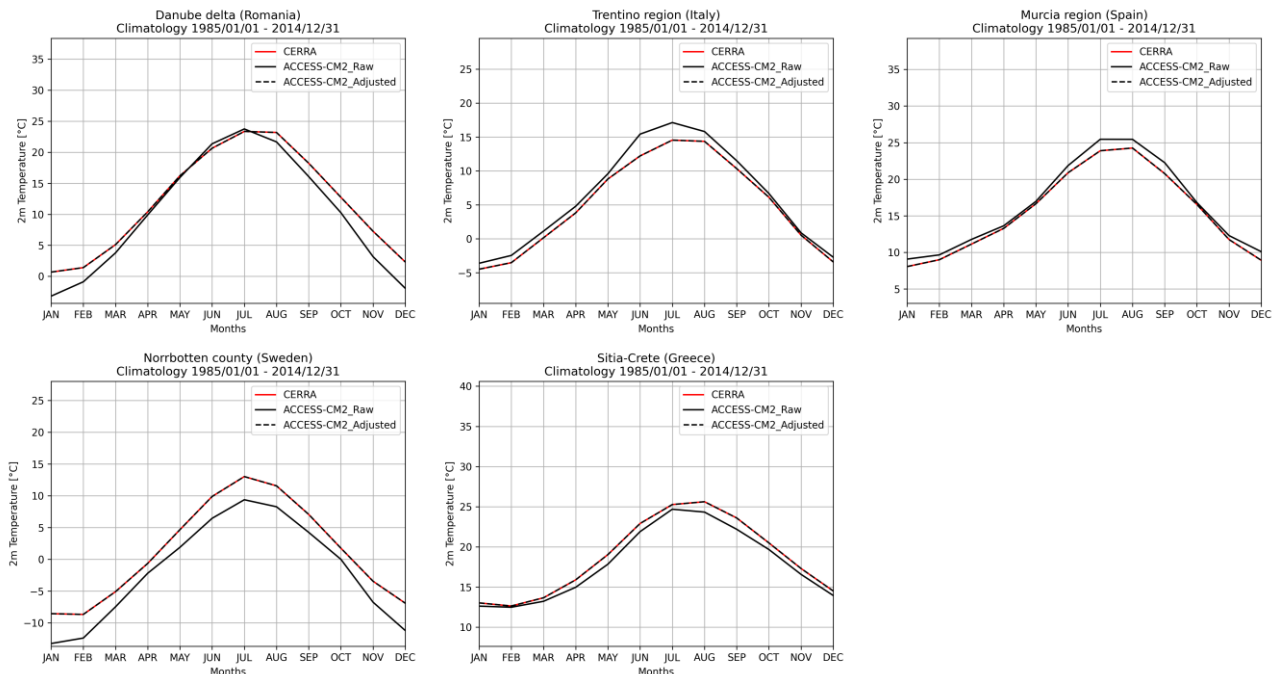 Danube delta (Romania)
Climatology 1985/01/01 - 2014/12/31
CERRA
ACCESS-CM2_Raw
ACCESS-CM2_Adjusted
2m Temperature [°C]
35
30
25
20
15
10
5
0
JAN FEB MAR APR MAY JUN JUL AUG SEP OCT NOV DEC
Months
Trentino region (Italy)
Climatology 1985/01/01 - 2014/12/31
CERRA
ACCESS-CM2_Raw
ACCESS-CM2_Adjusted
2m Temperature [°C]
25
20
15
10
5
0
−5
JAN FEB MAR APR MAY JUN JUL AUG SEP OCT NOV DEC
Months
Murcia region (Spain)
Climatology 1985/01/01 - 2014/12/31
CERRA
ACCESS-CM2_Raw
ACCESS-CM2_Adjusted
2m Temperature [°C]
35
30
25
20
15
10
5
JAN FEB MAR APR MAY JUN JUL AUG SEP OCT NOV DEC
Months
Norrbotten county (Sweden)
Climatology 1985/01/01 - 2014/12/31
CERRA
ACCESS-CM2_Raw
ACCESS-CM2_Adjusted
2m Temperature [°C]
25
20
15
10
5
0
−5
−10
JAN FEB MAR APR MAY JUN JUL AUG SEP OCT NOV DEC
Months
Sitia-Crete (Greece)
Climatology 1985/01/01 - 2014/12/31
CERRA
ACCESS-CM2_Raw
ACCESS-CM2_Adjusted
2m Temperature [°C]
40
35
30
25
20
15
10
JAN FEB MAR APR MAY JUN JUL AUG SEP OCT NOV DEC
Months